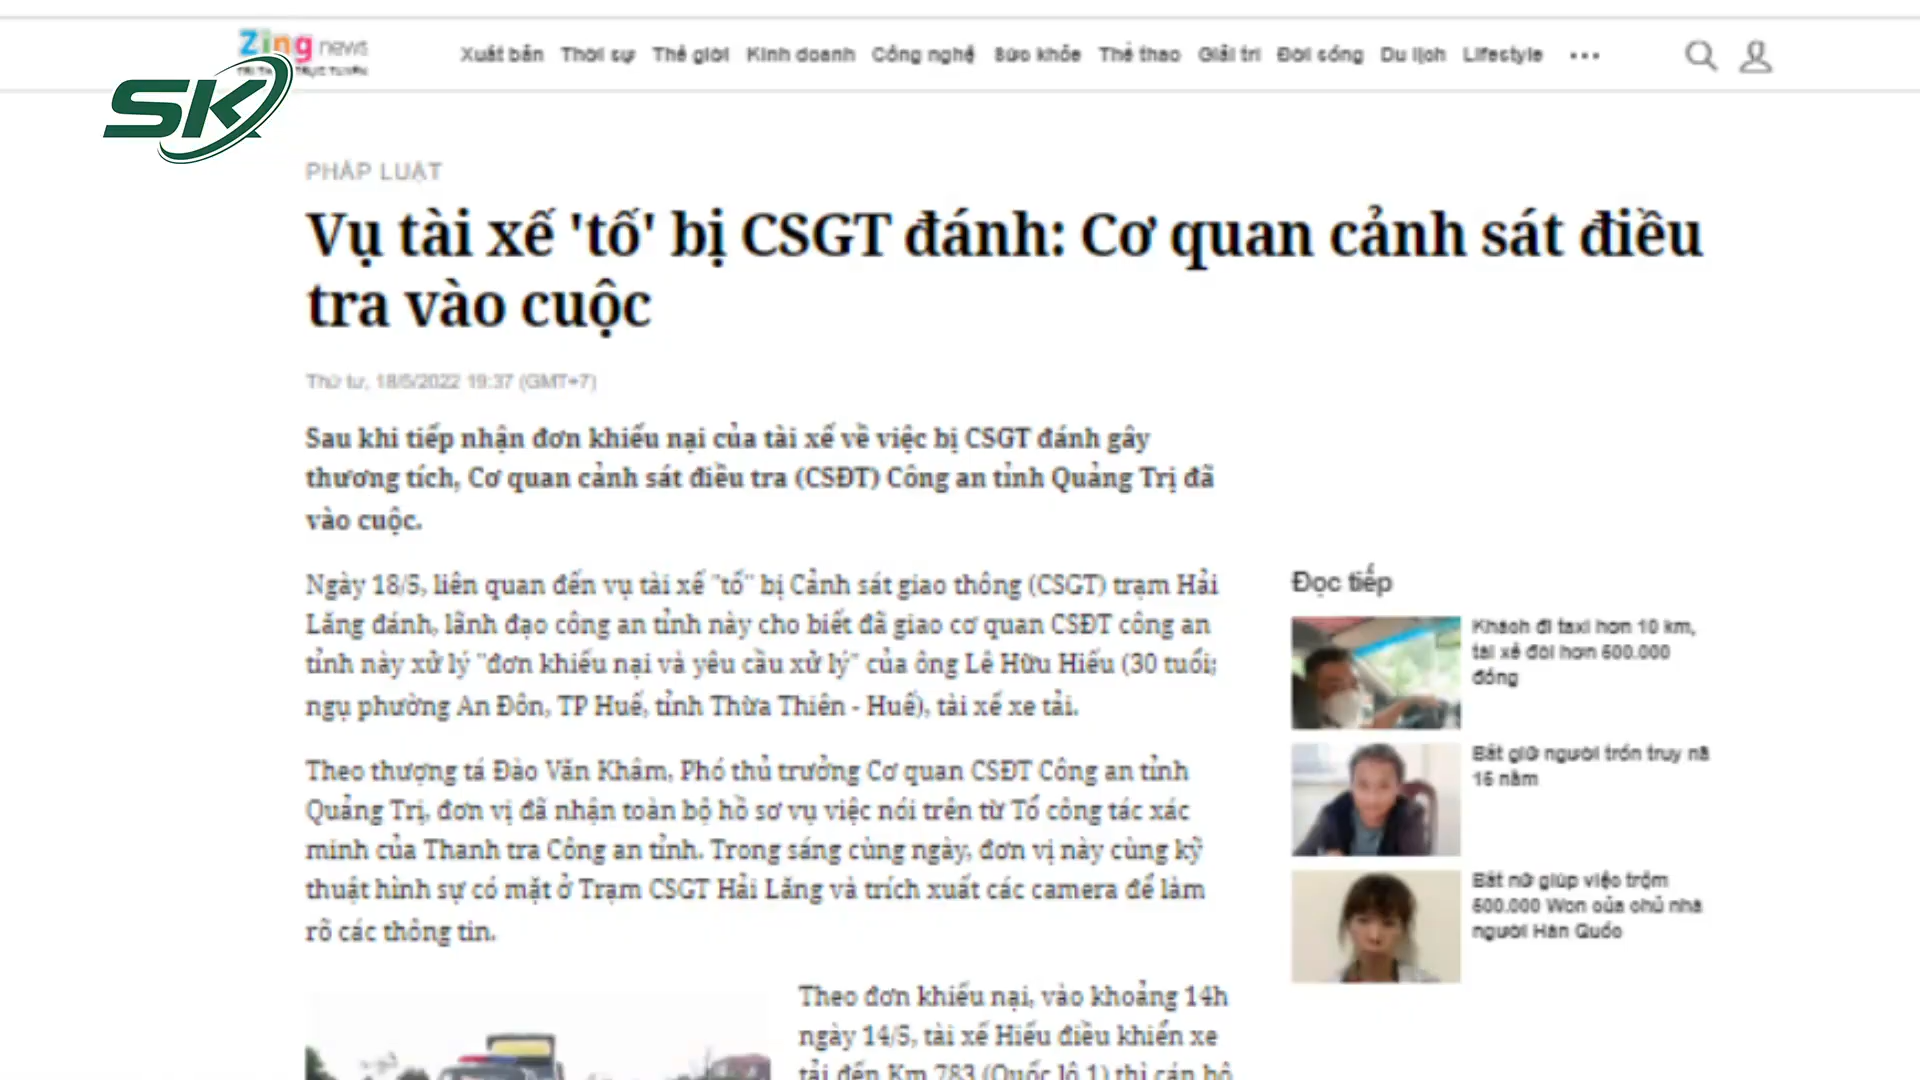 Zing news
SK
Xuất bản Thời sự Thế giới Kinh doanh Công nghệ Sức khỏe Thể thao Giải trí Đời sống Du lịch Lifestyle
PHÁP LUẬT
Vụ tài xế 'tố' bị CSGT đánh: Cơ quan cảnh sát điều
tra vào cuộc
Thứ tư, 18/5/2022 19:37 (GMT+7)
Sau khi tiếp nhận đơn khiếu nại của tài xế về việc bị CSGT đánh gây
thương tích, Cơ quan cảnh sát điều tra (CSĐT) Công an tỉnh Quảng Trị đã
vào cuộc.
Ngày 18/5, liên quan đến vụ tài xế "tố" bị Cảnh sát giao thông (CSGT) trạm Hải
Lăng đánh, lãnh đạo công an tỉnh này cho biết đã giao cơ quan CSĐT công an
tỉnh này xử lý "đơn khiếu nại và yêu cầu xử lý" của ông Lê Hữu Hiếu (30 tuổi;
ngụ phường An Đôn, TP Huế, tỉnh Thừa Thiên - Huế), tài xế xe tải.
Theo thượng tá Đào Văn Khâm, Phó thủ trưởng Cơ quan CSĐT Công an tỉnh
Quảng Trị, đơn vị đã nhận toàn bộ hồ sơ vụ việc nói trên từ Tổ công tác xác
minh của Thanh tra Công an tỉnh. Trong sáng cùng ngày, đơn vị này cùng kỹ
thuật hình sự có mặt ở Trạm CSGT Hải Lăng và trích xuất các camera để làm
rõ các thông tin.
Theo đơn khiếu nại, vào khoảng 14h
ngày 14/5, tài xế Hiếu điều khiển xe
tải đến Km 783 (Quốc lộ 1) thì cán bộ
Đọc tiếp
Khách đi taxi hơn 10 km,
tài xế đòi hơn 600.000
đồng
Bắt giữ người trốn truy nã
16 năm
Bắt nữ giúp việc trộm
500.000 Won của chủ nhà
người Hàn Quốc